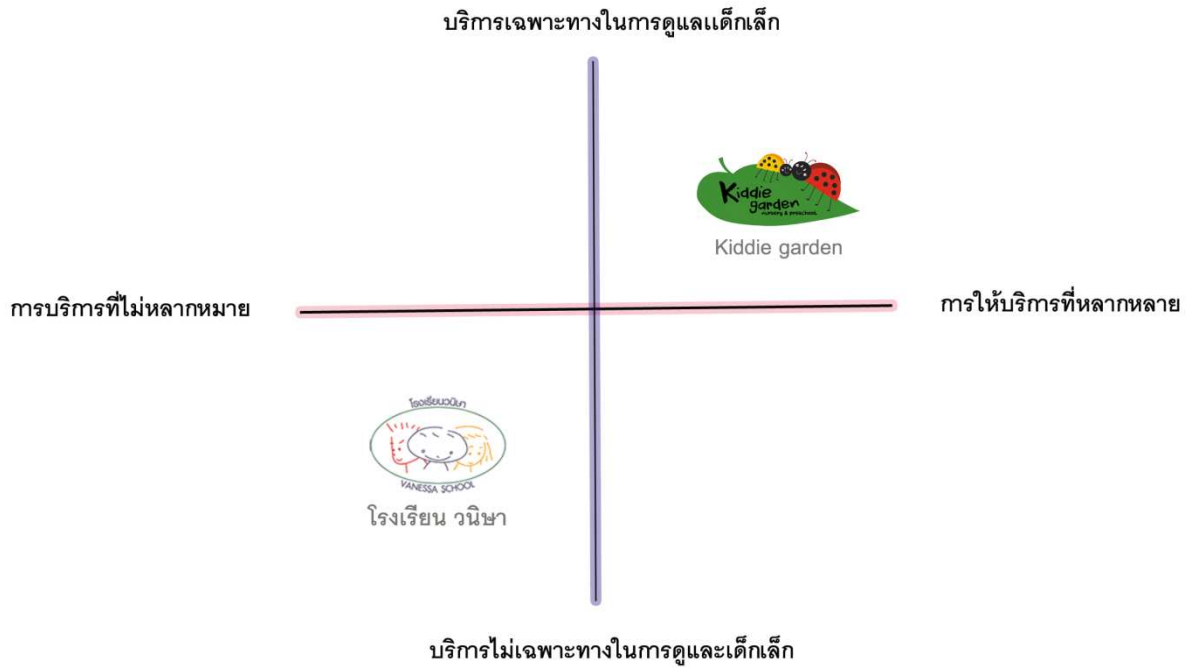 บริการเฉพาะทางในการดูแลเเด็กเล็ก
Kiddie
garden
nursery & preschool
Kiddie garden
การบริการที่ไม่หลากหมาย
การให้บริการที่หลากหลาย
โรงเรียนวนิษา
VANESSA SCHOOL
โรงเรียน วนิษา
บริการไม่เฉพาะทางในการดูและเด็กเล็ก